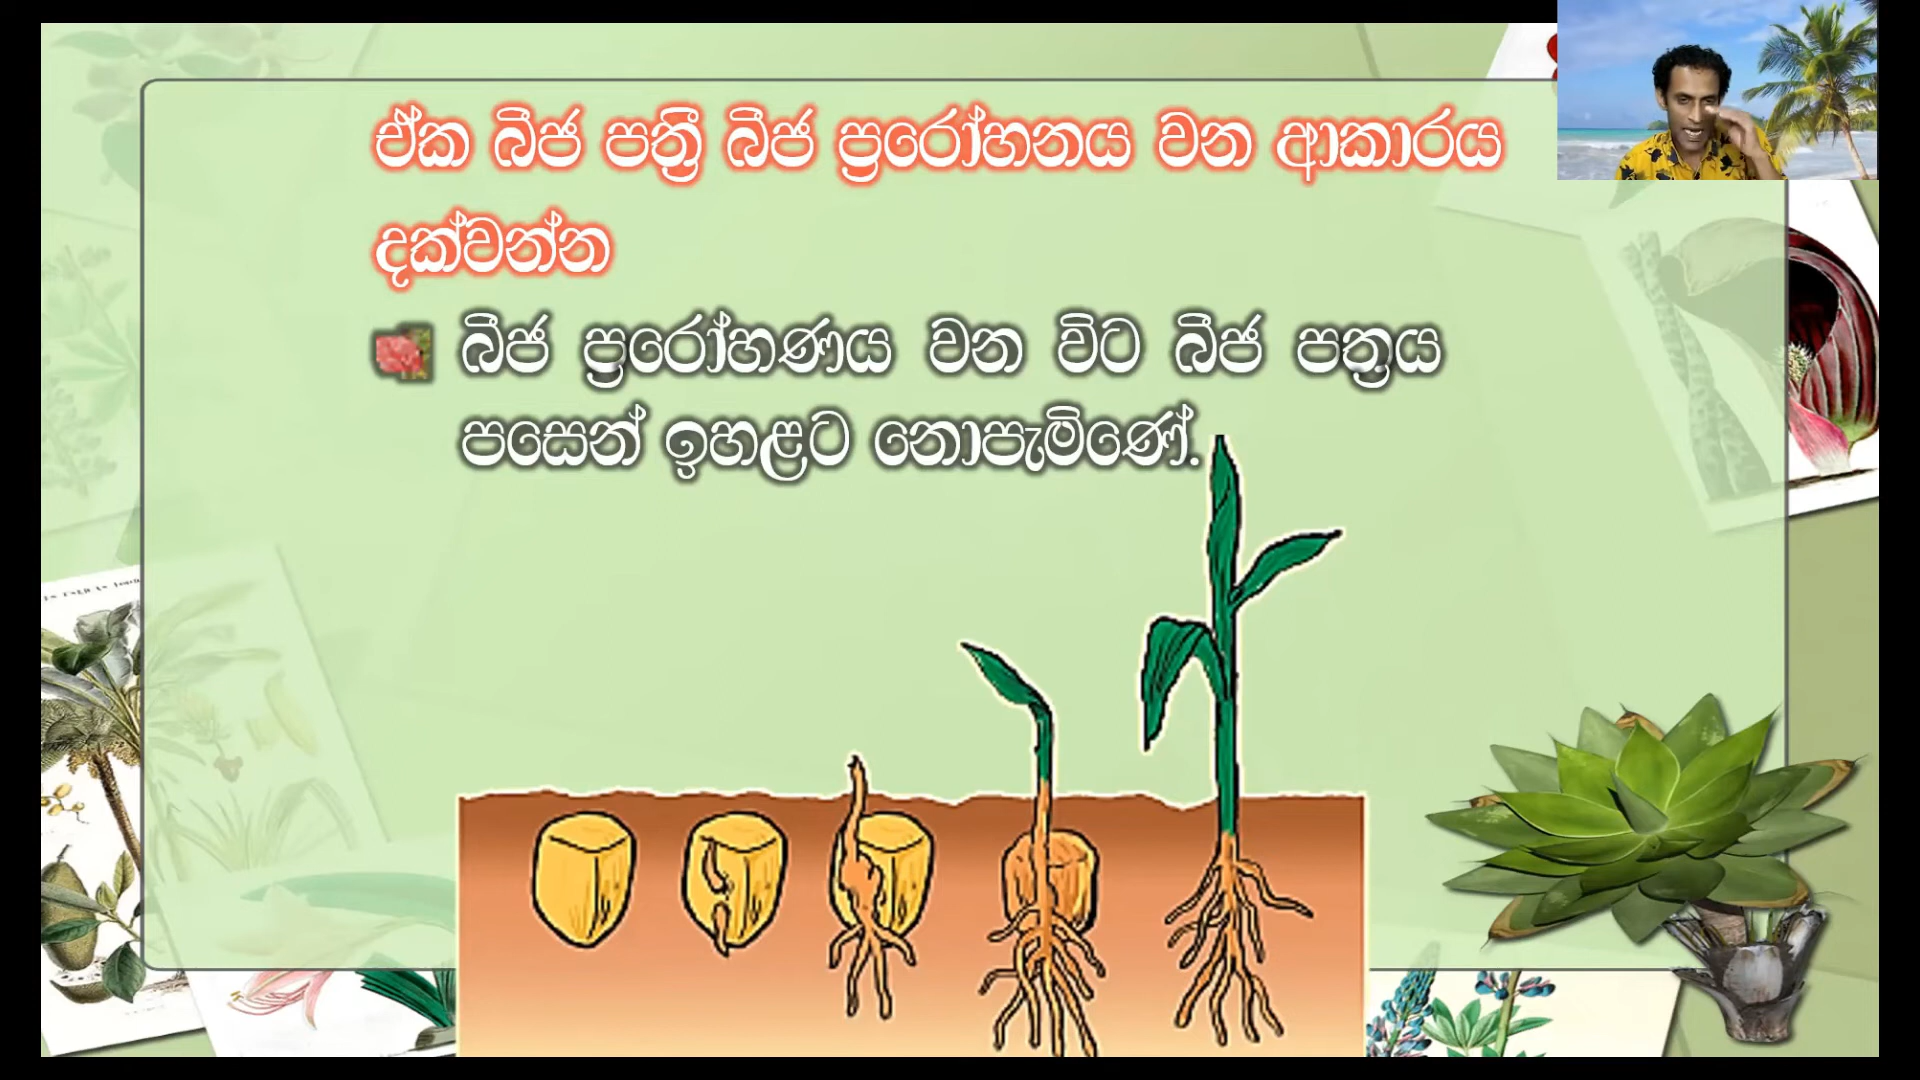 ඒක බීජ පත්‍රී බීජ ප්‍රරෝහනය වන ආකාරය
දක්වන්න
බීජ ප්‍රරෝහණය වන විට බීජ පත්‍රය
පසෙන් ඉහළට නොපැමිණේ.